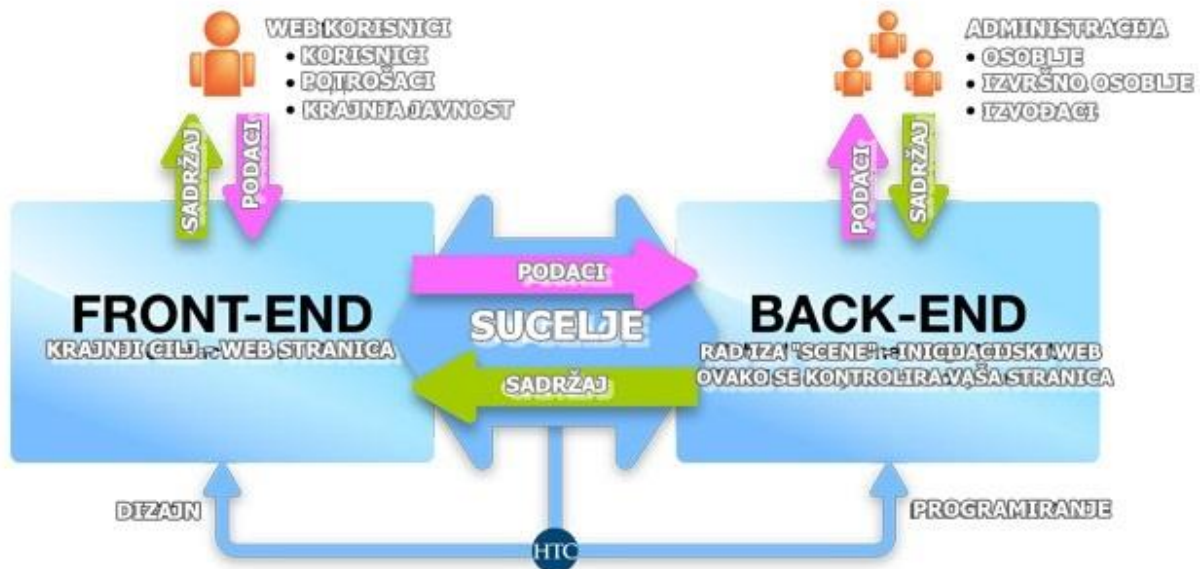 WEB KORISNICI
• KORISNICI
• POTROŠAČI
• KRAJNJA JAVNOST
ADMINISTRACIJA
• OSOBLJE
• IZVRŠNO OSOBLJE
• IZVOĐAČI
SADRŽAJ
PODACI
PODACI
SADRŽAJ
PODACI
SUČELJE
SADRŽAJ
FRONT-END
KRAJNJI CILJ - WEB STRANICA
BACK-END
RAD IZA "SCENE" - INICIJACIJSKI WEB
OVAKO SE KONTROLIRA VAŠA STRANICA
DIZAJN
PROGRAMIRANJE
HTC